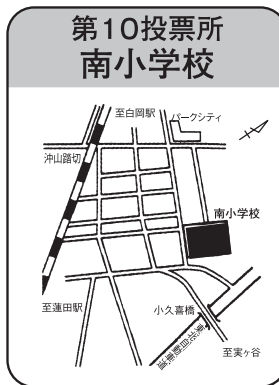 第10投票所
南小学校
至白岡駅
パークシティ
沖山踏切
南小学校
至蓮田駅
小久喜橋
東北自動車道
至実ヶ谷